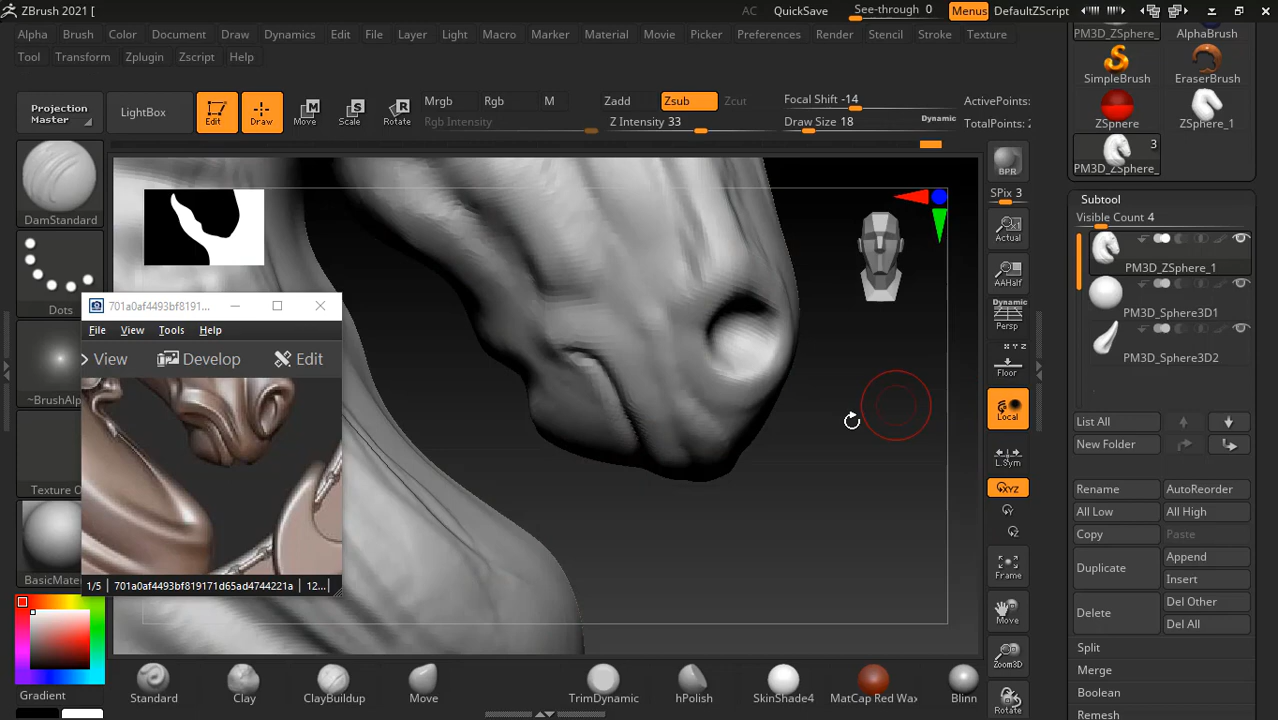 ZBrush 2021 [
AC
QuickSave
See-through 0
Menus
DefaultZScript
Alpha
Brush
Color
Document
Draw
Dynamics
Edit
File
Layer
Light
Macro
Marker
Material
Movie
Picker
Preferences
Render
Stencil
Stroke
Texture
Tool
Transform
Zplugin
Zscript
Help
Projection
Master
LightBox
Edit
Draw
Move
Scale
Rotate
Mrgb
Rgb
M
Rgb Intensity
Zadd
Zsub
Zcut
Z Intensity 33
Focal Shift -14
Draw Size 18
Dynamic
ActivePoints:
TotalPoints:
DamStandard
Dots
~BrushAlp
Texture O
BasicMate
Gradient
701a0af4493bf8191...
File
View
Tools
Help
View
Develop
Edit
1/5
701a0af4493bf819171d65ad4744221a
12...
BPR
SPix 3
Actual
AAHalf
Dynamic
Persp
X Y Z
Floor
Local
L.Sym
XYZ
Y
Z
Frame
Move
Zoom3D
Rotate
PM3D_ZSphere_
AlphaBrush
SimpleBrush
EraserBrush
ZSphere
ZSphere_1
3
PM3D_ZSphere_
Subtool
Visible Count 4
PM3D_ZSphere_1
PM3D_Sphere3D1
PM3D_Sphere3D2
List All
New Folder
Rename
AutoReorder
All Low
All High
Copy
Paste
Duplicate
Append
Insert
Delete
Del Other
Del All
Split
Merge
Boolean
Remesh
Standard
Clay
ClayBuildup
Move
TrimDynamic
hPolish
SkinShade4
MatCap Red Wax
Blinn